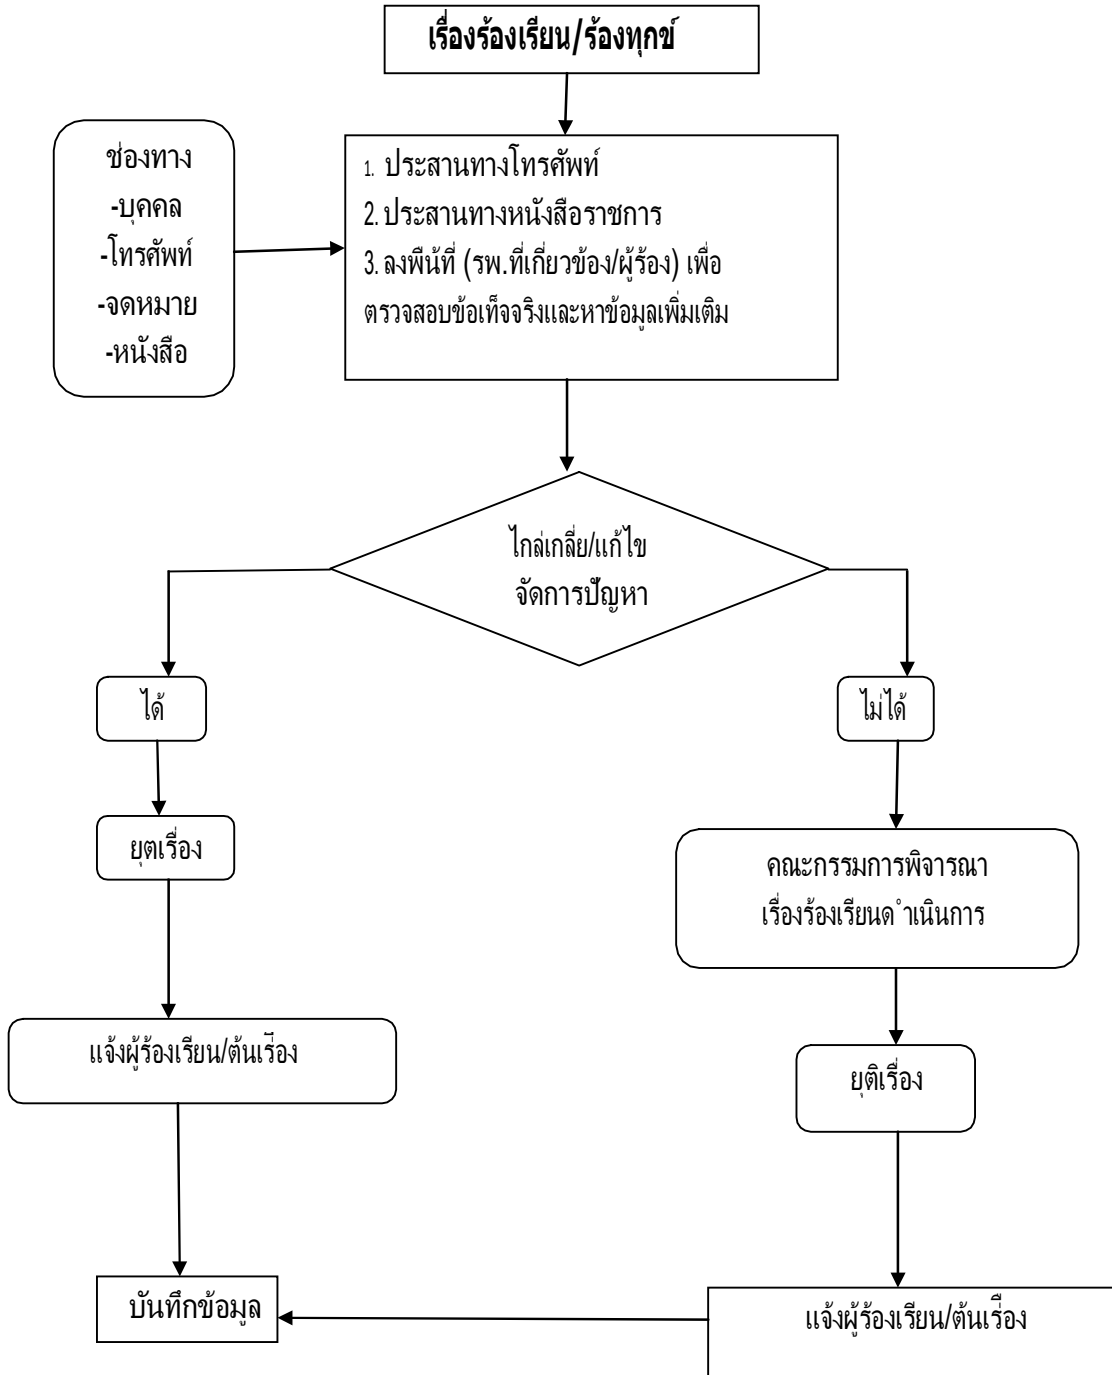 เรื่องร้องเรียน/ร้องทุกข์
ช่องทาง
-บุคคล
-โทรศัพท์
-จดหมาย
-หนังสือ
1. ประสานทางโทรศัพท์
2. ประสานทางหนังสือราชการ
3. ลงพืน้ที่ (รพ.ที่เกี่ยวข้อง/ผู้ร้อง) เพื่อ
ตรวจสอบข้อเท็จจริงและหาข้อมูลเพิ่มเติม
ไกล่เกลี่ย/แก้ไข
จัดการปัญหา
ได้
ไม่ได้
ยุตเรื่อง
คณะกรรมการพิจารณา
เรื่องร้องเรียนดำเนินการ
แจ้งผู้ร้องเรียน/ต้นเรื่อง
ยุติเรื่อง
บันทึกข้อมูล
แจ้งผู้ร้องเรียน/ต้นเรื่อง